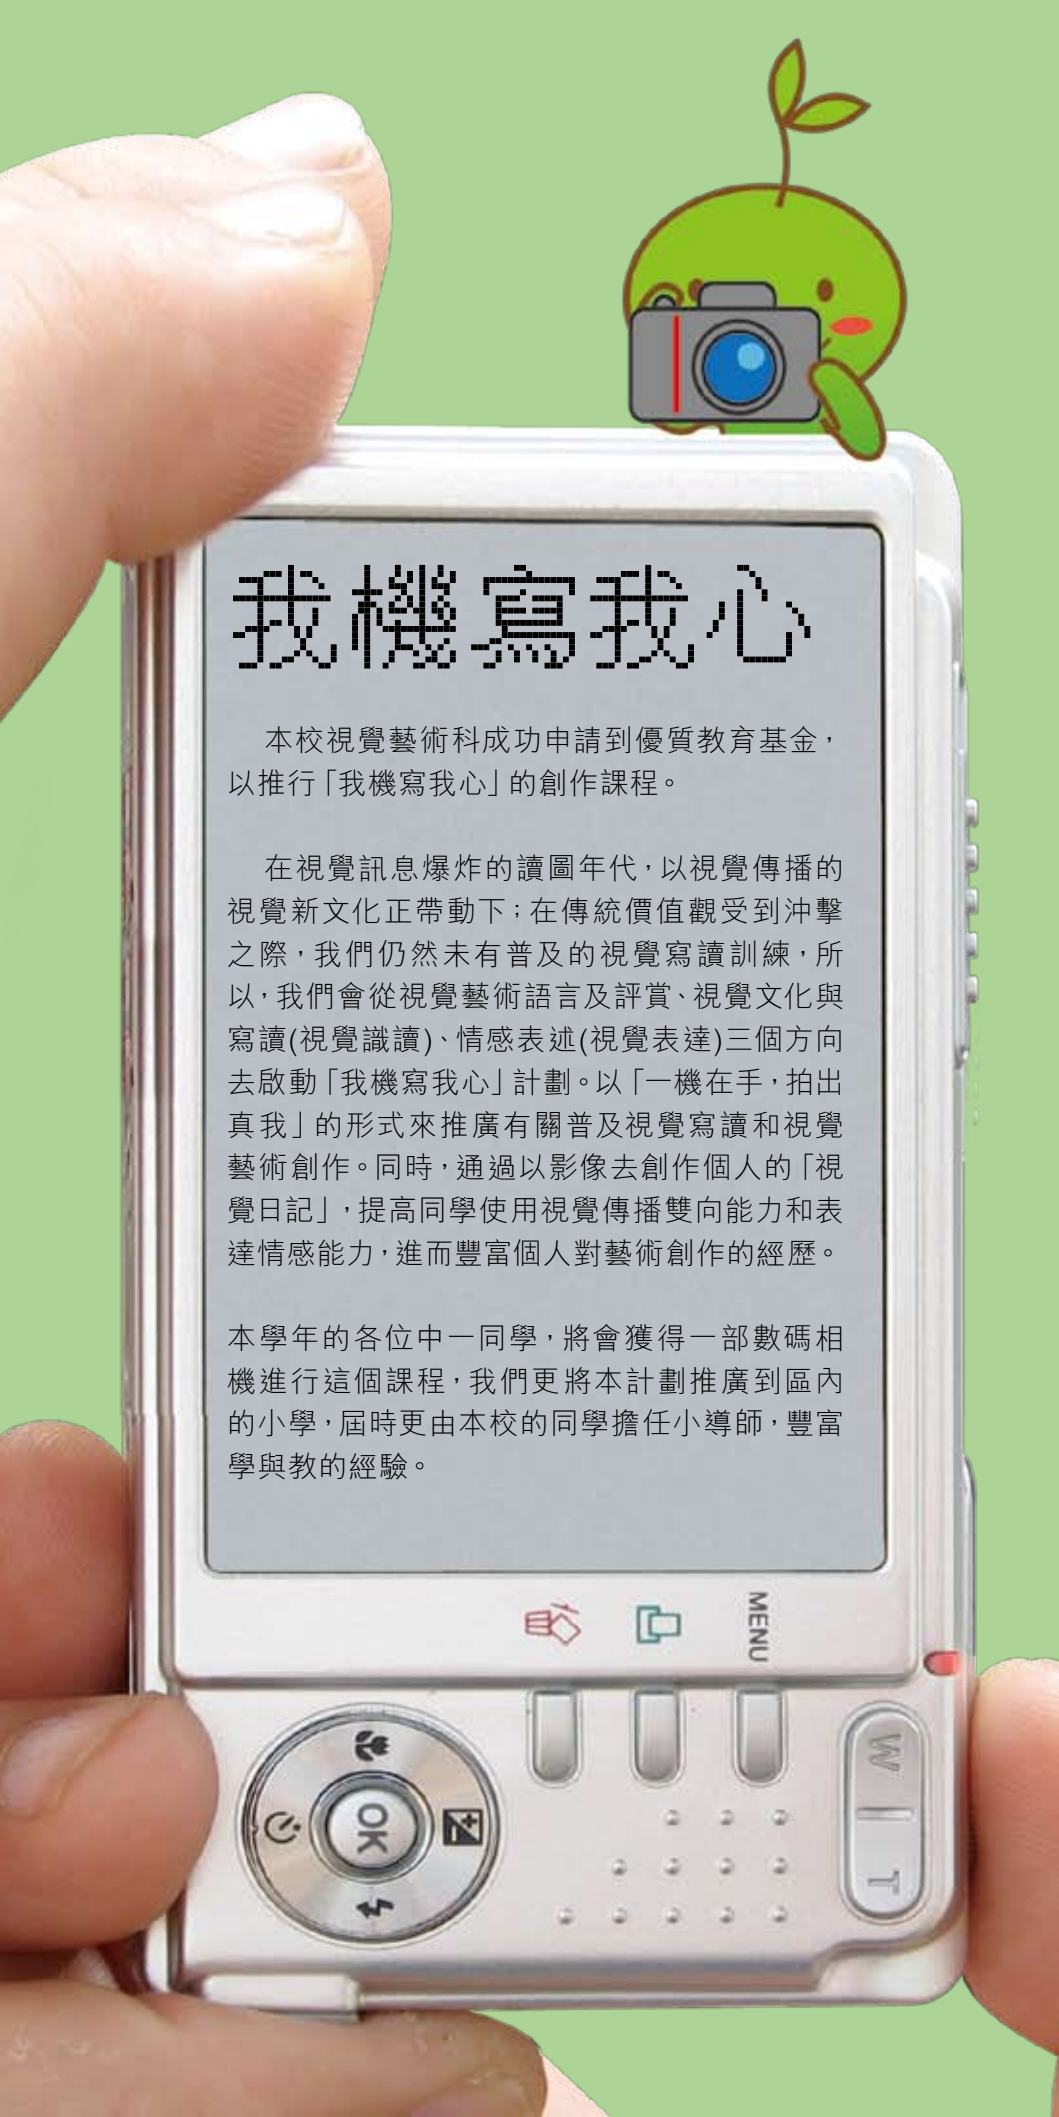 我機寫我心
本校視覺藝術科成功申請到優質教育基金，
以推行「我機寫我心」的創作課程。
在視覺訊息爆炸的讀圖年代，以視覺傳播的
視覺新文化正帶動下；在傳統價值觀受到沖擊
之際，我們仍然未有普及的視覺寫讀訓練，所
以，我們會從視覺藝術語言及評賞、視覺文化與
寫讀(視覺識讀)、情感表述(視覺表達)三個方向
去啟動「我機寫我心」計劃。以「一機在手，拍出
真我」的形式來推廣有關普及視覺寫讀和視覺
藝術創作。同時，通過以影像去創作個人的「視
覺日記」，提高同學使用視覺傳播雙向能力和表
達情感能力，進而豐富個人對藝術創作的經歷。
本學年的各位中一同學，將會獲得一部數碼相
機進行這個課程，我們更將本計劃推廣到區內
的小學，屆時更由本校的同學擔任小導師，豐富
學與教的經驗。
MENU
W
T
OK